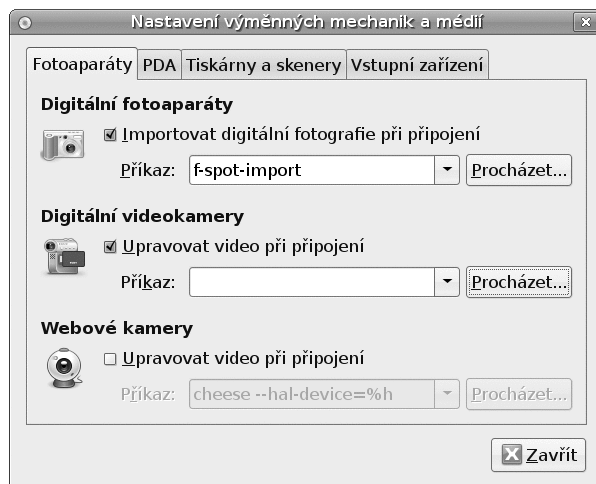 Nastavení výměnných mechanik a médií
Fotoaparáty PDA Tiskárny a skenery Vstupní zařízení
Digitální fotoaparáty
Importovat digitální fotografie při připojení
Příkaz: f-spot-import Procházet...
Digitální videokamery
Upravovat video při připojení
Příkaz: Procházet...
Webové kamery
Upravovat video při připojení
Příkaz: cheese --hal-device=%h Procházet...
Zavřít